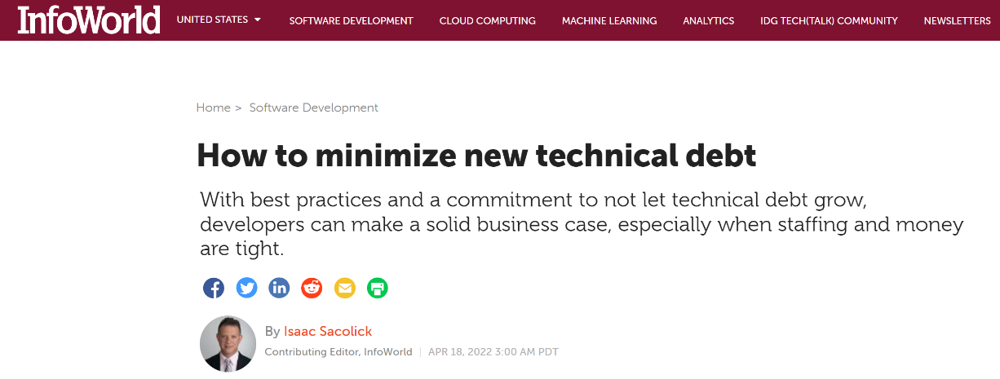 InfoWorld UNITED STATES SOFTWARE DEVELOPMENT CLOUD COMPUTING MACHINE LEARNING ANALYTICS IDG TECH(TALK) COMMUNITY NEWSLETTERS
Home > Software Development
How to minimize new technical debt
With best practices and a commitment to not let technical debt grow,
developers can make a solid business case, especially when staffing and money
are tight.
By Isaac Sacolick
Contributing Editor, InfoWorld | APR 18, 2022 3:00 AM PDT